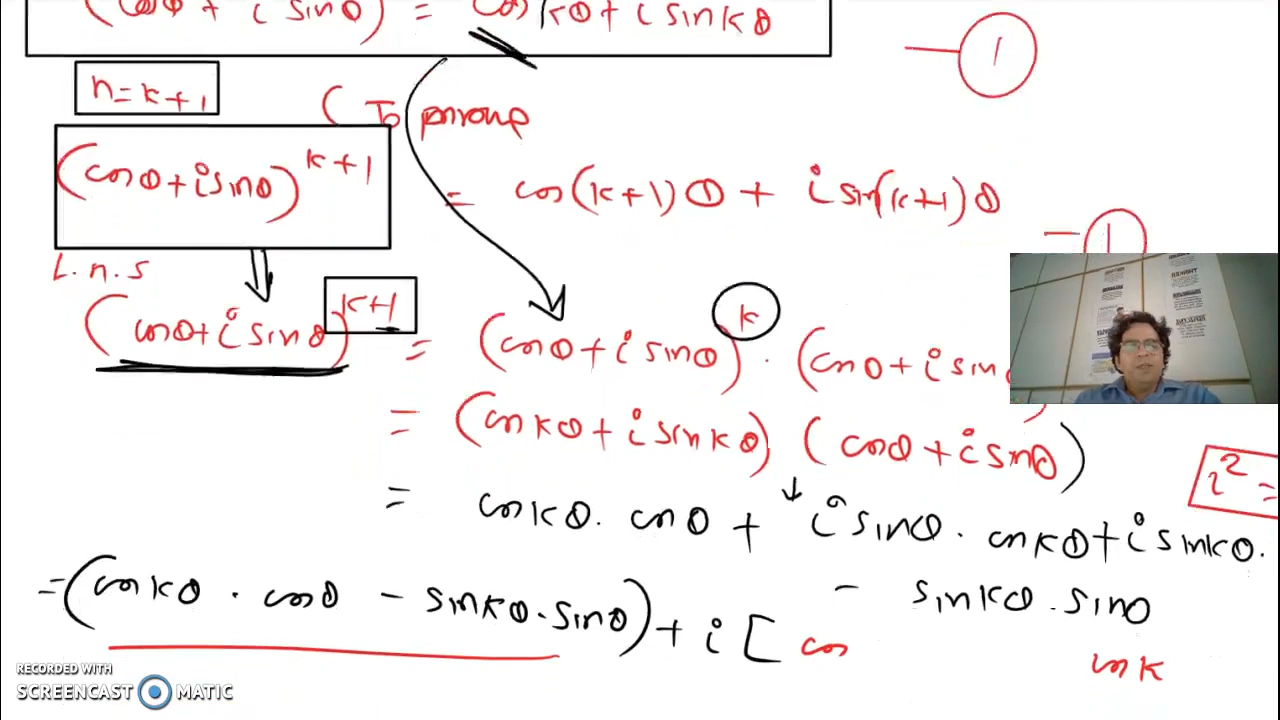 (cosθ + i sinθ) = cos kθ + i sin kθ
1
n = k+1
( To prove
(cosθ + i sinθ)^k+1 = cos(k+1)θ + i sin(k+1)θ
L.H.S
(cosθ + i sinθ)^k+1 = (cosθ + i sinθ)^k · (cosθ + i sin
= (cos kθ + i sin kθ) (cosθ + i sinθ)
i² =
= cos kθ · cosθ + i sinθ · cos kθ + i sin kθ ·
− sin kθ · sinθ
= (cos kθ · cosθ − sin kθ · sinθ) + i [ cos
cos k
RECORDED WITH
SCREENCAST MATIC